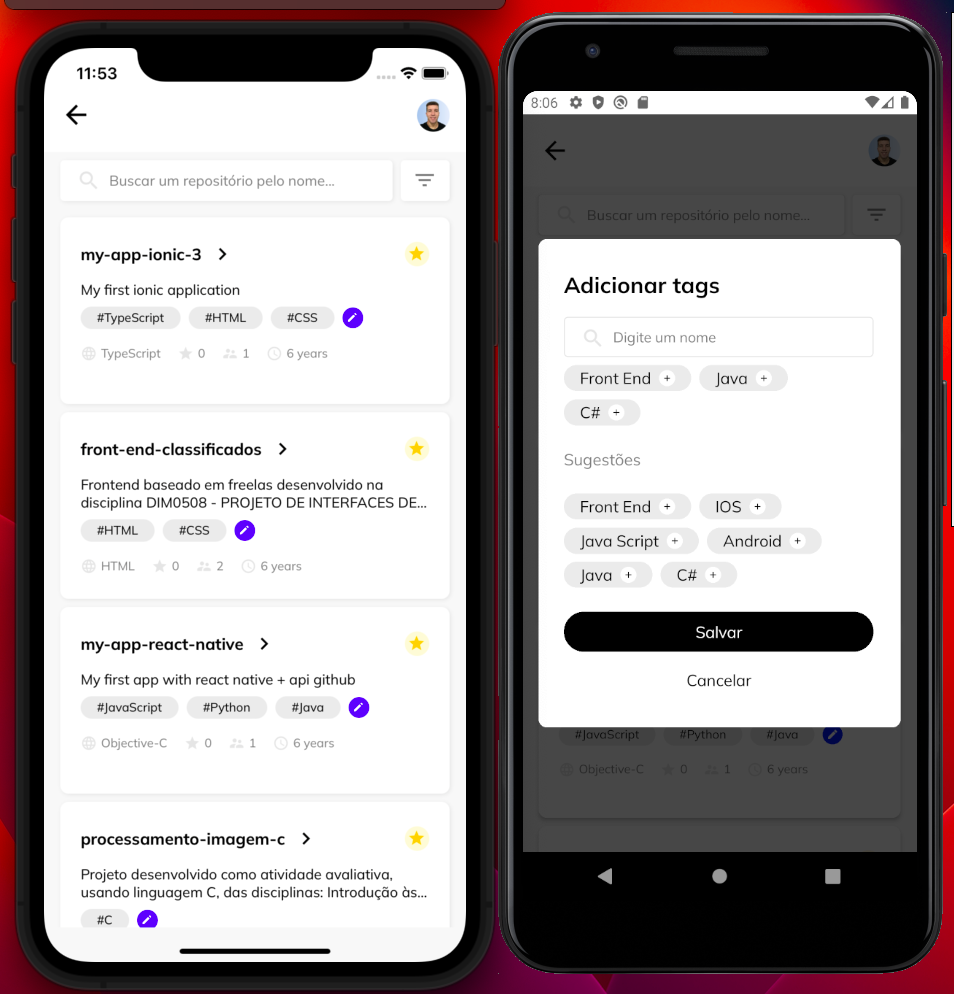 11:53
Buscar um repositório pelo nome...
my-app-ionic-3
My first ionic application
#TypeScript #HTML #CSS
TypeScript 0 1 6 years
front-end-classificados
Frontend baseado em freelas desenvolvido na
disciplina DIM0508 - PROJETO DE INTERFACES DE...
#HTML #CSS
HTML 0 2 6 years
my-app-react-native
My first app with react native + api github
#JavaScript #Python #Java
Objective-C 0 1 6 years
processamento-imagem-c
Projeto desenvolvido como atividade avaliativa,
usando linguagem C, das disciplinas: Introdução às...
#C
8:06
Buscar um repositório pelo nome...
Adicionar tags
Digite um nome
Front End + Java +
C# +
Sugestões
Front End + IOS +
Java Script + Android +
Java + C# +
Salvar
Cancelar
#JavaScript #Python #Java
Objective-C 0 1 6 years